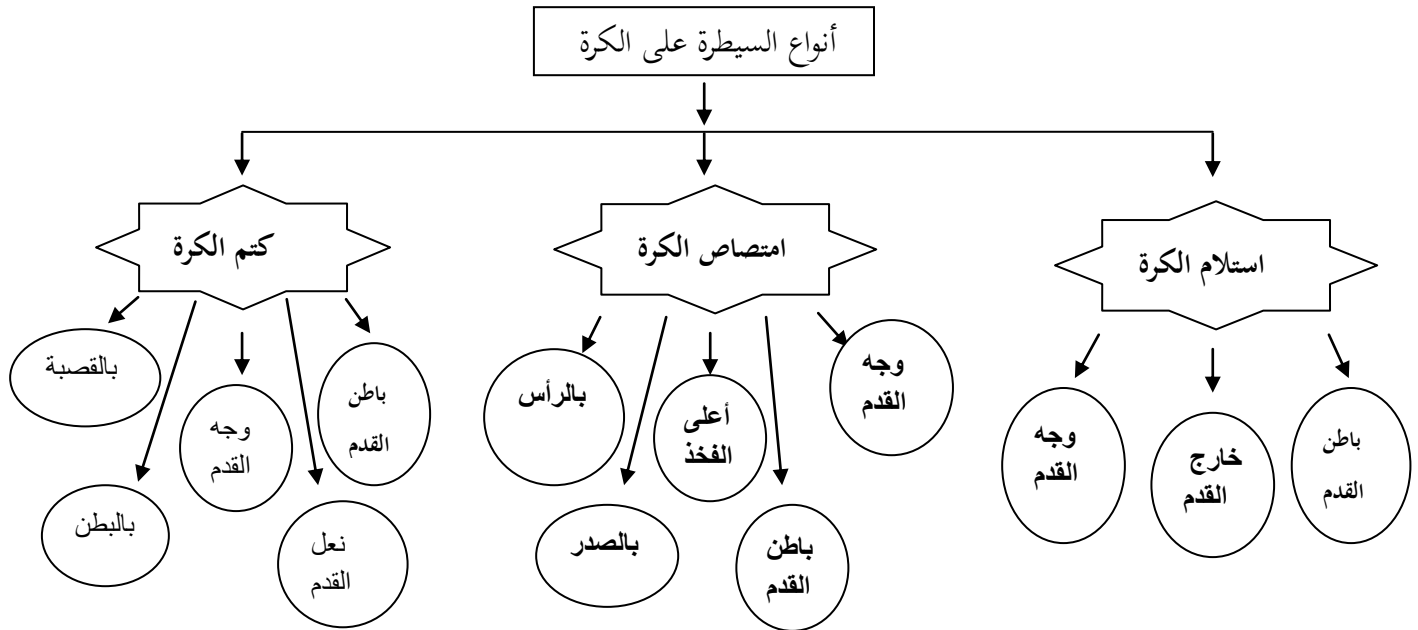 أنواع السيطرة على الكرة
استلام الكرة
امتصاص الكرة
كتم الكرة
باطن
القدم
خارج
القدم
وجه
القدم
وجه
القدم
باطن
القدم
أعلى
الفخذ
بالصدر
بالرأس
باطن
القدم
نعل
القدم
وجه
القدم
بالبطن
بالقصبة